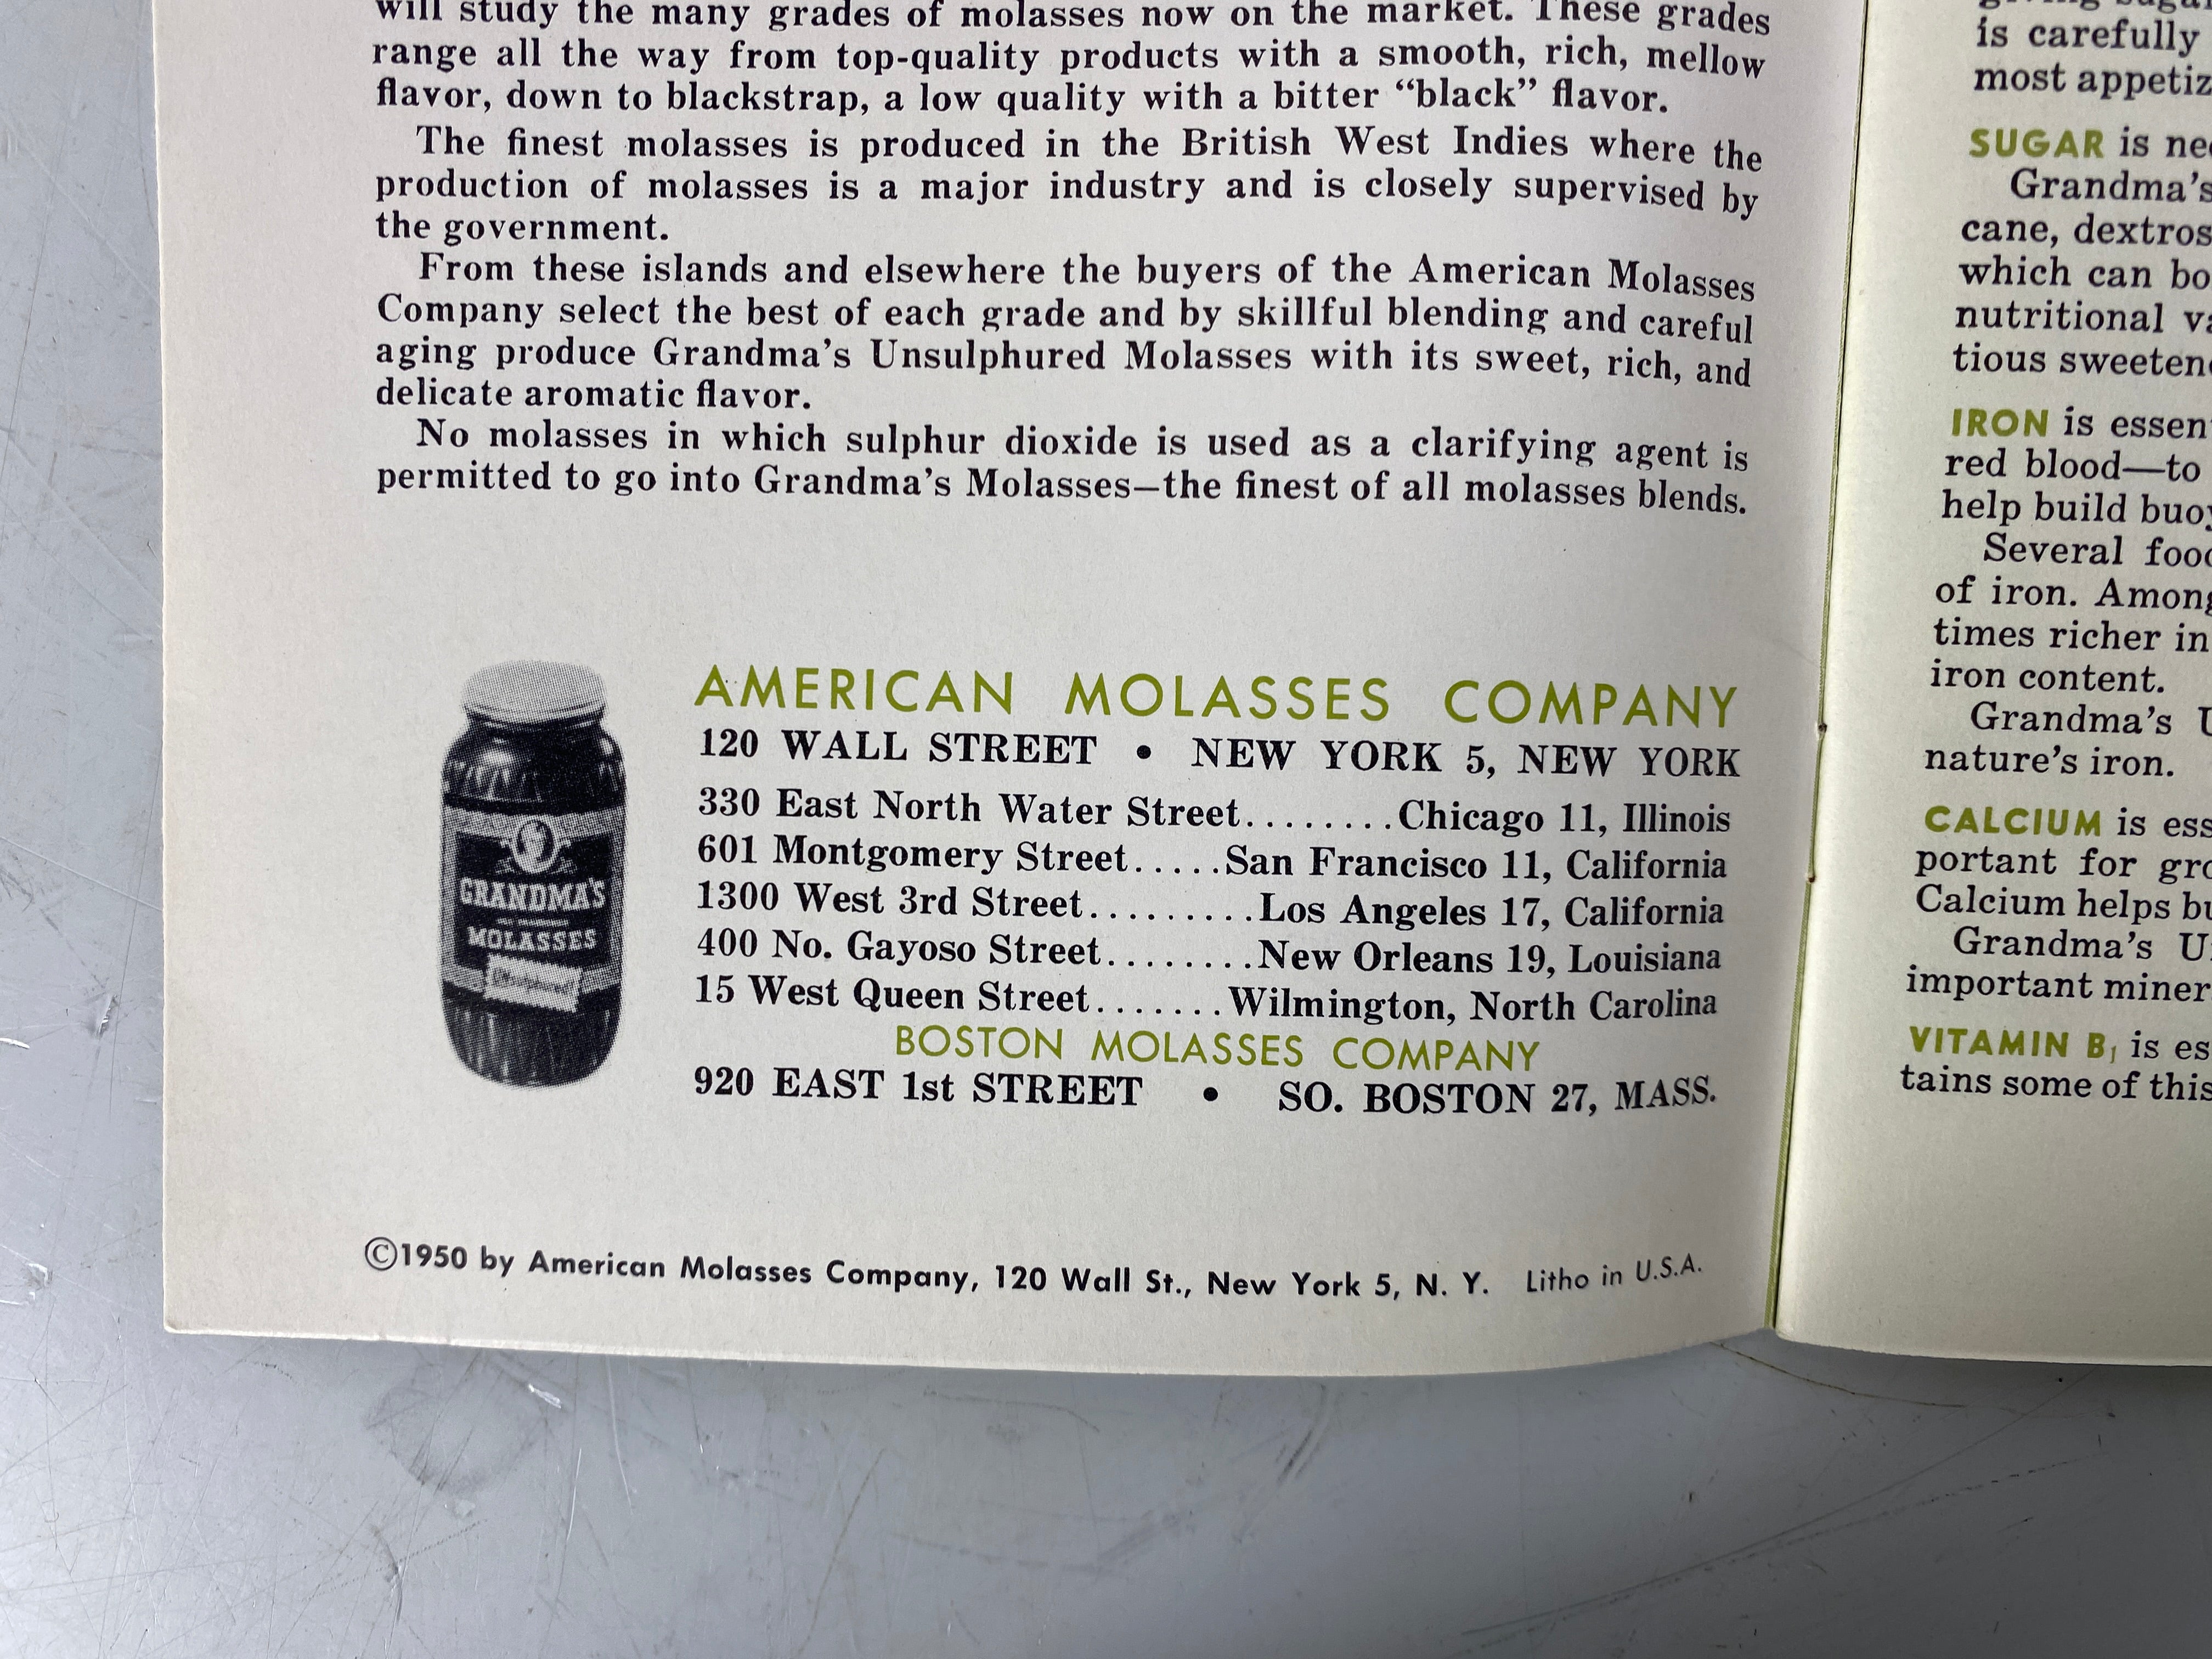 will study the many grades of molasses now on the market. These grades
range all the way from top-quality products with a smooth, rich, mellow
flavor, down to blackstrap, a low quality with a bitter “black” flavor.
The finest molasses is produced in the British West Indies where the
production of molasses is a major industry and is closely supervised by
the government.
From these islands and elsewhere the buyers of the American Molasses
Company select the best of each grade and by skillful blending and careful
aging produce Grandma’s Unsulphured Molasses with its sweet, rich, and
delicate aromatic flavor.
No molasses in which sulphur dioxide is used as a clarifying agent is
permitted to go into Grandma’s Molasses—the finest of all molasses blends.
GRANDMA'S
MOLASSES
AMERICAN MOLASSES COMPANY
120 WALL STREET • NEW YORK 5, NEW YORK
330 East North Water Street........Chicago 11, Illinois
601 Montgomery Street.....San Francisco 11, California
1300 West 3rd Street.........Los Angeles 17, California
400 No. Gayoso Street........New Orleans 19, Louisiana
15 West Queen Street.......Wilmington, North Carolina
BOSTON MOLASSES COMPANY
920 EAST 1st STREET • SO. BOSTON 27, MASS.
©1950 by American Molasses Company, 120 Wall St., New York 5, N. Y. Litho in U.S.A.
is carefully
most appetiz
SUGAR is nee
Grandma’s
cane, dextros
which can bo
nutritional va
tious sweeten
IRON is essen
red blood—to
help build buoy
Several food
of iron. Among
times richer in
iron content.
Grandma’s U
nature’s iron.
CALCIUM is ess
portant for gro
Calcium helps bu
Grandma’s U
important miner
VITAMIN B₁ is es
tains some of this